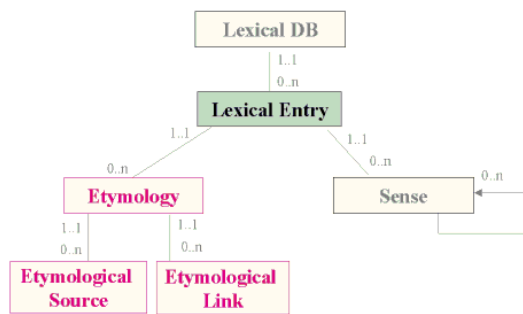 Lexical DB
1..1
0..n
Lexical Entry
1..1
1..1
0..n
0..n
0..n
Etymology
Sense
1..1
1..1
0..n
0..n
Etymological
Source
Etymological
Link